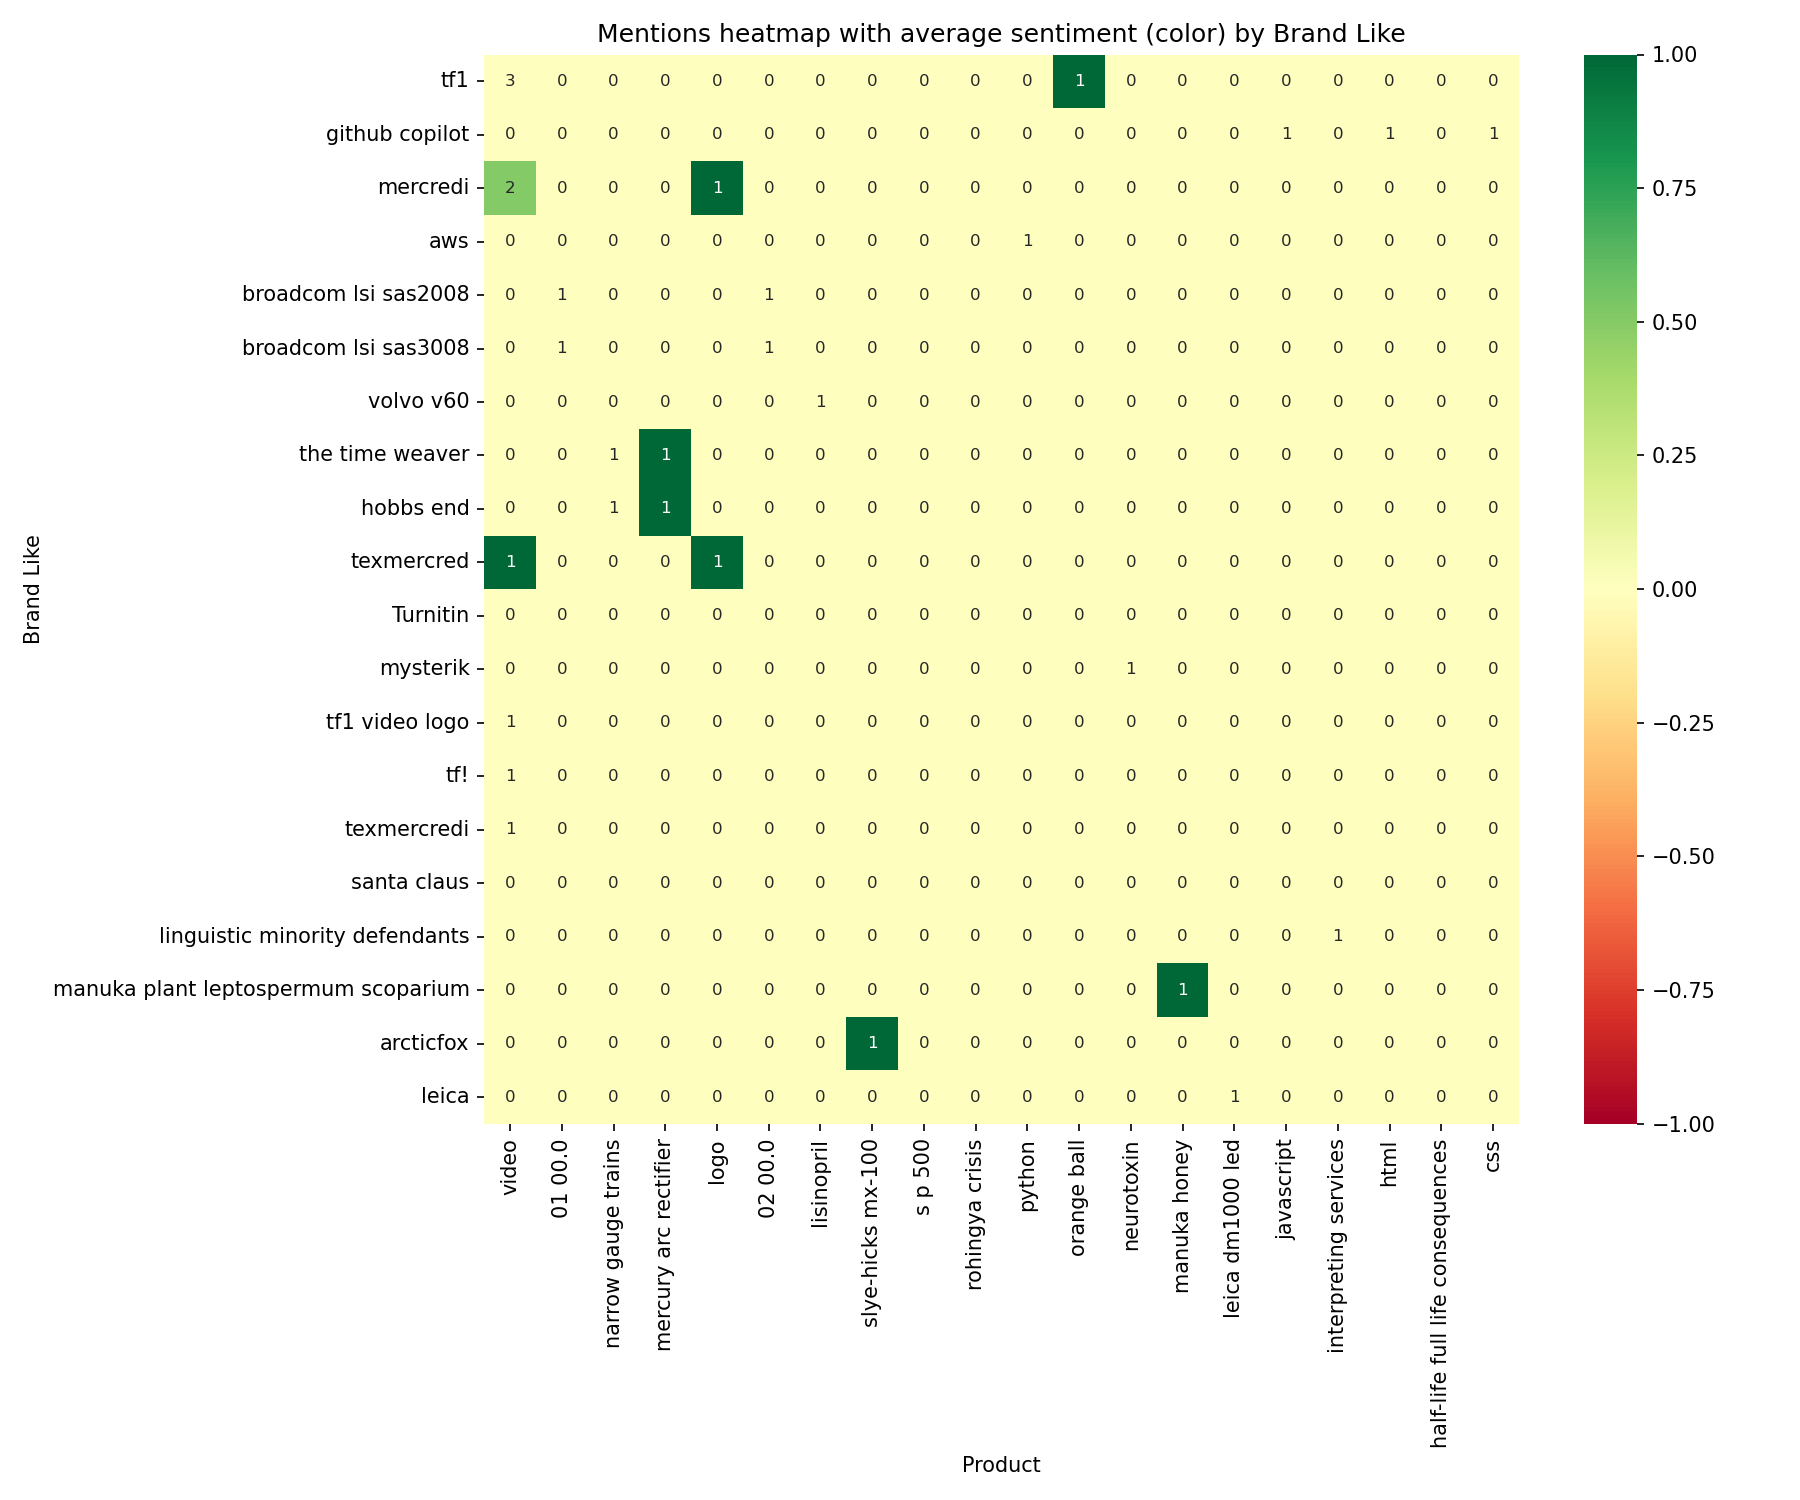 Mentions heatmap with average sentiment (color) by Brand Like
tf1 3 0 0 0 0 0 0 0 0 0 0 1 0 0 0 0 0 0 0 0
github copilot 0 0 0 0 0 0 0 0 0 0 0 0 0 0 0 1 0 1 0 1
mercredi 2 0 0 0 1 0 0 0 0 0 0 0 0 0 0 0 0 0 0 0
aws 0 0 0 0 0 0 0 0 0 0 1 0 0 0 0 0 0 0 0 0
broadcom lsi sas2008 0 1 0 0 0 1 0 0 0 0 0 0 0 0 0 0 0 0 0 0
broadcom lsi sas3008 0 1 0 0 0 1 0 0 0 0 0 0 0 0 0 0 0 0 0 0
volvo v60 0 0 0 0 0 0 1 0 0 0 0 0 0 0 0 0 0 0 0 0
the time weaver 0 0 1 1 0 0 0 0 0 0 0 0 0 0 0 0 0 0 0 0
hobbs end 0 0 1 1 0 0 0 0 0 0 0 0 0 0 0 0 0 0 0 0
texmercred 1 0 0 0 1 0 0 0 0 0 0 0 0 0 0 0 0 0 0 0
Turnitin 0 0 0 0 0 0 0 0 0 0 0 0 0 0 0 0 0 0 0 0
mysterik 0 0 0 0 0 0 0 0 0 0 0 0 1 0 0 0 0 0 0 0
tf1 video logo 1 0 0 0 0 0 0 0 0 0 0 0 0 0 0 0 0 0 0 0
tf! 1 0 0 0 0 0 0 0 0 0 0 0 0 0 0 0 0 0 0 0
texmercredi 1 0 0 0 0 0 0 0 0 0 0 0 0 0 0 0 0 0 0 0
santa claus 0 0 0 0 0 0 0 0 0 0 0 0 0 0 0 0 0 0 0 0
linguistic minority defendants 0 0 0 0 0 0 0 0 0 0 0 0 0 0 0 0 1 0 0 0
manuka plant leptospermum scoparium 0 0 0 0 0 0 0 0 0 0 0 0 0 1 0 0 0 0 0 0
arcticfox 0 0 0 0 0 0 0 1 0 0 0 0 0 0 0 0 0 0 0 0
leica 0 0 0 0 0 0 0 0 0 0 0 0 0 0 1 0 0 0 0 0
Brand Like
video
01 00.0
narrow gauge trains
mercury arc rectifier
logo
02 00.0
lisinopril
slye-hicks mx-100
s p 500
rohingya crisis
python
orange ball
neurotoxin
manuka honey
leica dm1000 led
javascript
interpreting services
html
half-life full life consequences
css
Product
1.00
0.75
0.50
0.25
0.00
−0.25
−0.50
−0.75
−1.00